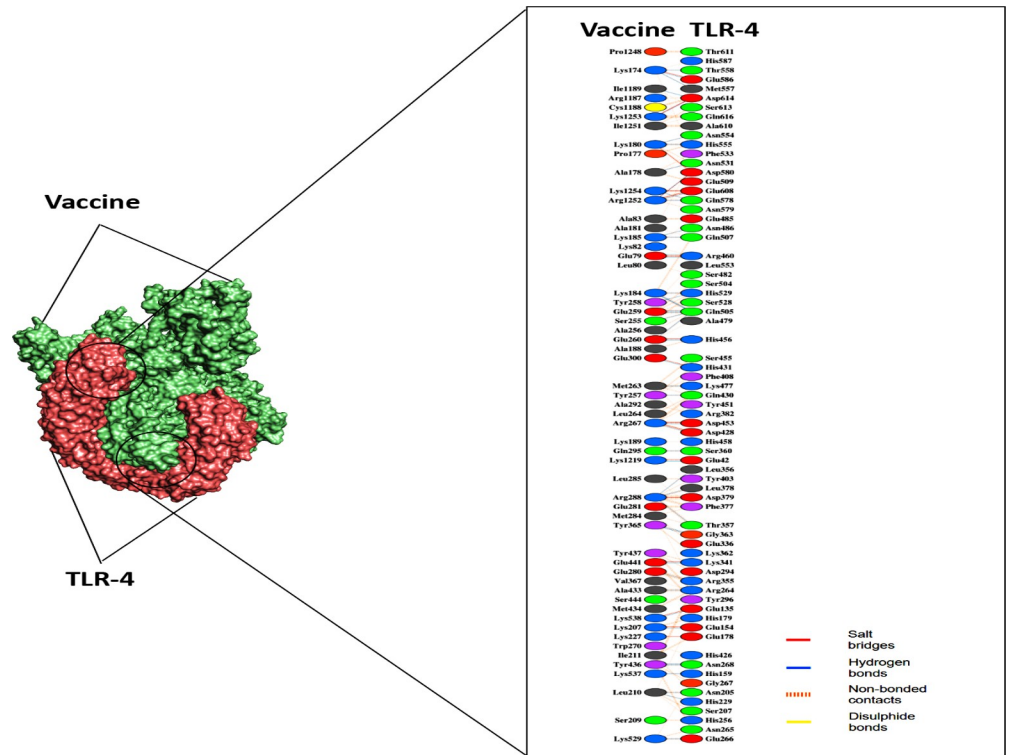 Vaccine TLR-4
Pro1248 Thr611
His587
Lys174 Thr558
Glu586
Ile1189 Met557
Arg1187 Asp614
Cys1188 Ser613
Lys1253 Gln616
Ile1251 Ala610
Asn554
Lys180 His555
Pro177 Phe533
Asn531
Ala178 Asp580
Glu509
Lys1254 Glu608
Arg1252 Gln578
Asn579
Ala83 Glu485
Ala181 Asn486
Lys185 Gln507
Lys82
Glu79 Arg460
Leu80 Leu553
Ser482
Ser504
Lys184 His529
Tyr258 Ser528
Glu259 Gln505
Ser255 Ala479
Ala256
Glu260 His456
Ala188
Glu300 Ser455
His431
Phe408
Met263 Lys477
Tyr257 Gln430
Ala292 Tyr451
Leu264 Arg382
Arg267 Asp453
Asp428
Lys189 His458
Gln295 Ser360
Lys1219 Glu42
Leu356
Leu285 Tyr403
Leu378
Arg288 Asp379
Glu281 Phe377
Met284
Tyr365 Thr357
Gly363
Glu336
Tyr437 Lys362
Glu441 Lys341
Glu280 Asp294
Val367 Arg355
Ala433 Arg264
Ser444 Tyr296
Met434 Glu135
Lys538 His179
Lys207 Glu154
Lys227 Glu178
Trp270
Ile211 His426
Tyr436 Asn268
Lys537 His159
Gly267
Leu210 Asn205
His229
Ser207
Ser209 His256
Asn265
Lys529 Glu266
Vaccine
TLR-4
Salt
bridges
Hydrogen
bonds
Non-bonded
contacts
Disulphide
bonds